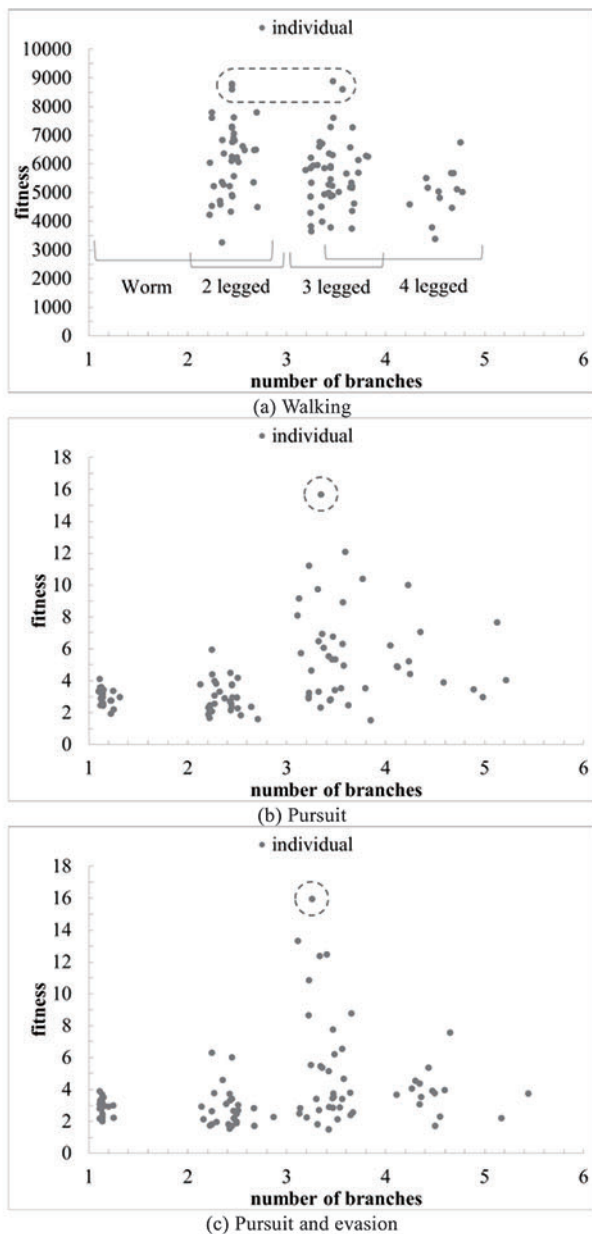 individual
10000
9000
8000
7000
6000
5000
4000
3000
2000
1000
0
fitness
Worm 2 legged 3 legged 4 legged
1 2 3 4 5 6
number of branches
(a) Walking
individual
18
16
14
12
10
8
6
4
2
0
fitness
1 2 3 4 5 6
number of branches
(b) Pursuit
individual
18
16
14
12
10
8
6
4
2
0
fitness
1 2 3 4 5 6
number of branches
(c) Pursuit and evasion